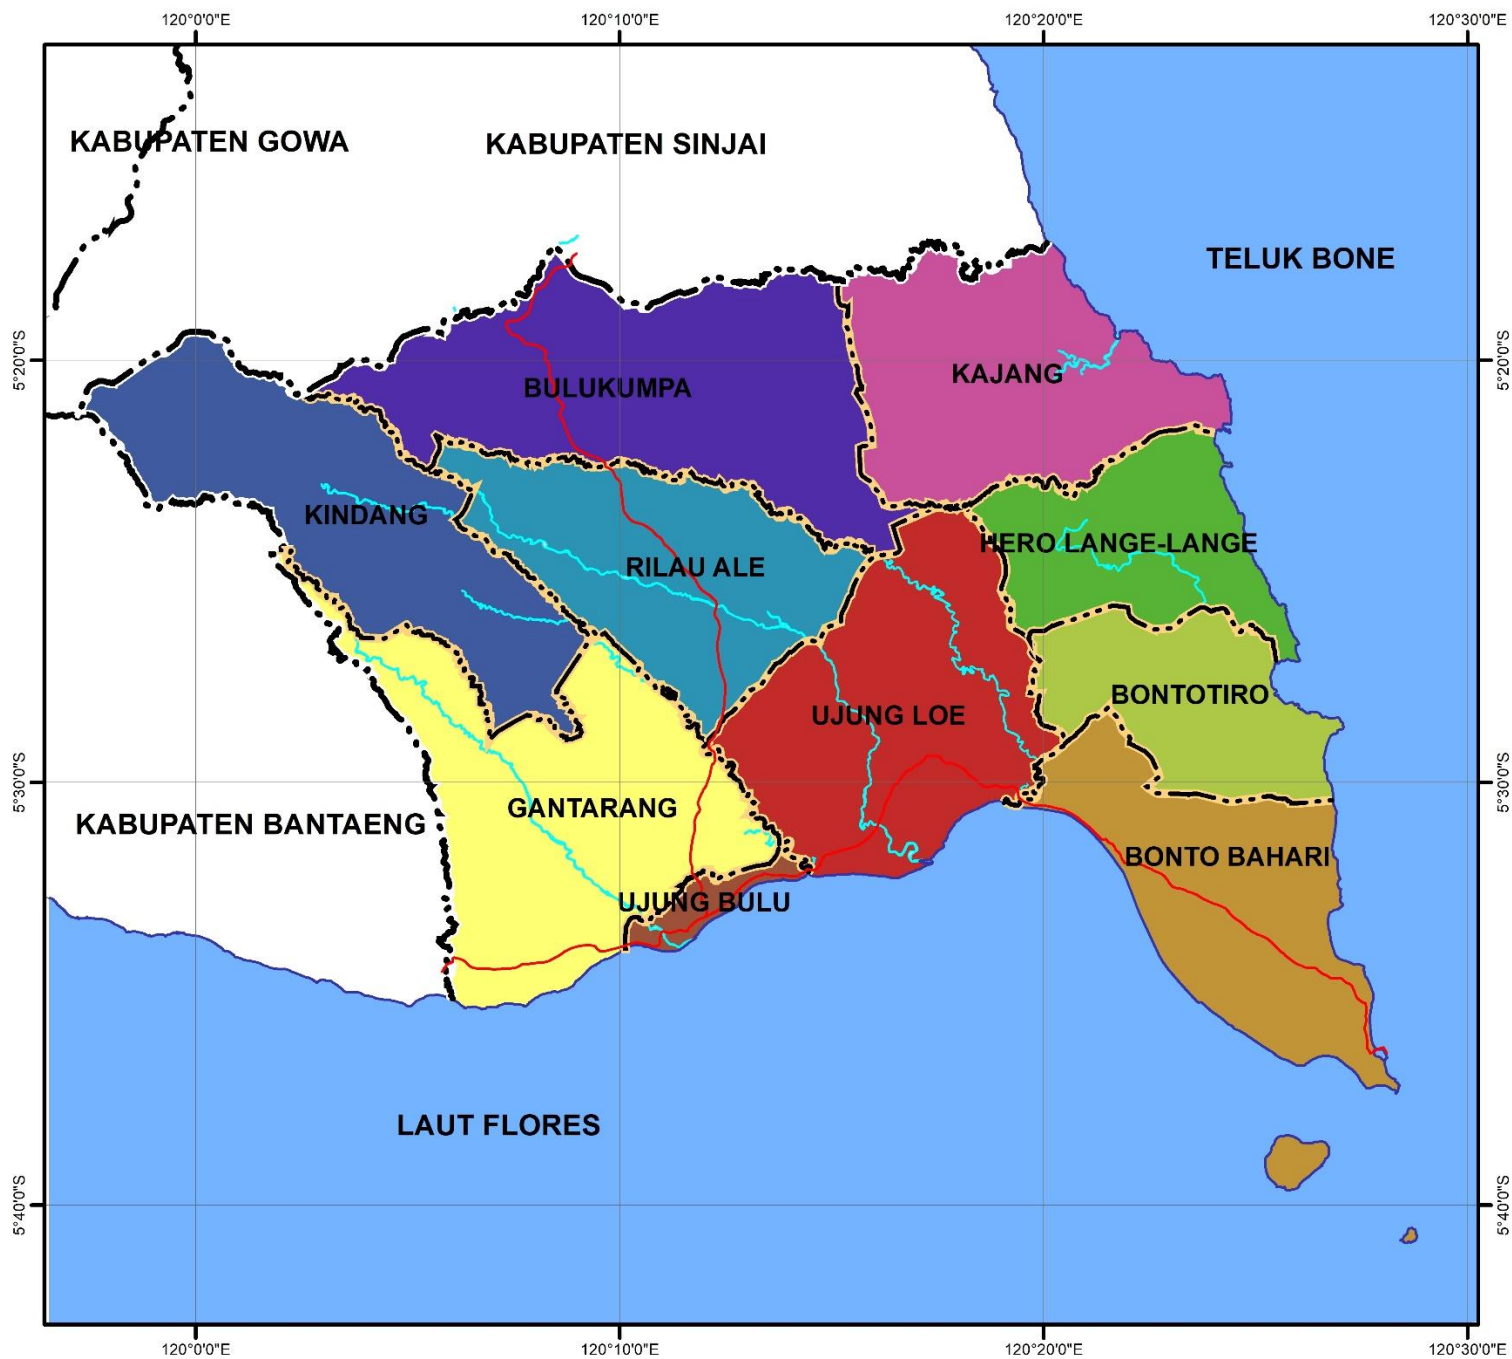 120°0'0"E
120°10'0"E
120°20'0"E
120°30'0"E
KABUPATEN GOWA
KABUPATEN SINJAI
TELUK BONE
5°20'0"S
5°20'0"S
KAJANG
BULUKUMPA
KINDANG
HERO LANGE-LANGE
RILAU ALE
BONTOTIRO
UJUNG LOE
5°30'0"S
5°30'0"S
GANTARANG
KABUPATEN BANTAENG
BONTO BAHARI
UJUNG BULU
LAUT FLORES
5°40'0"S
5°40'0"S
120°0'0"E
120°10'0"E
120°20'0"E
120°30'0"E